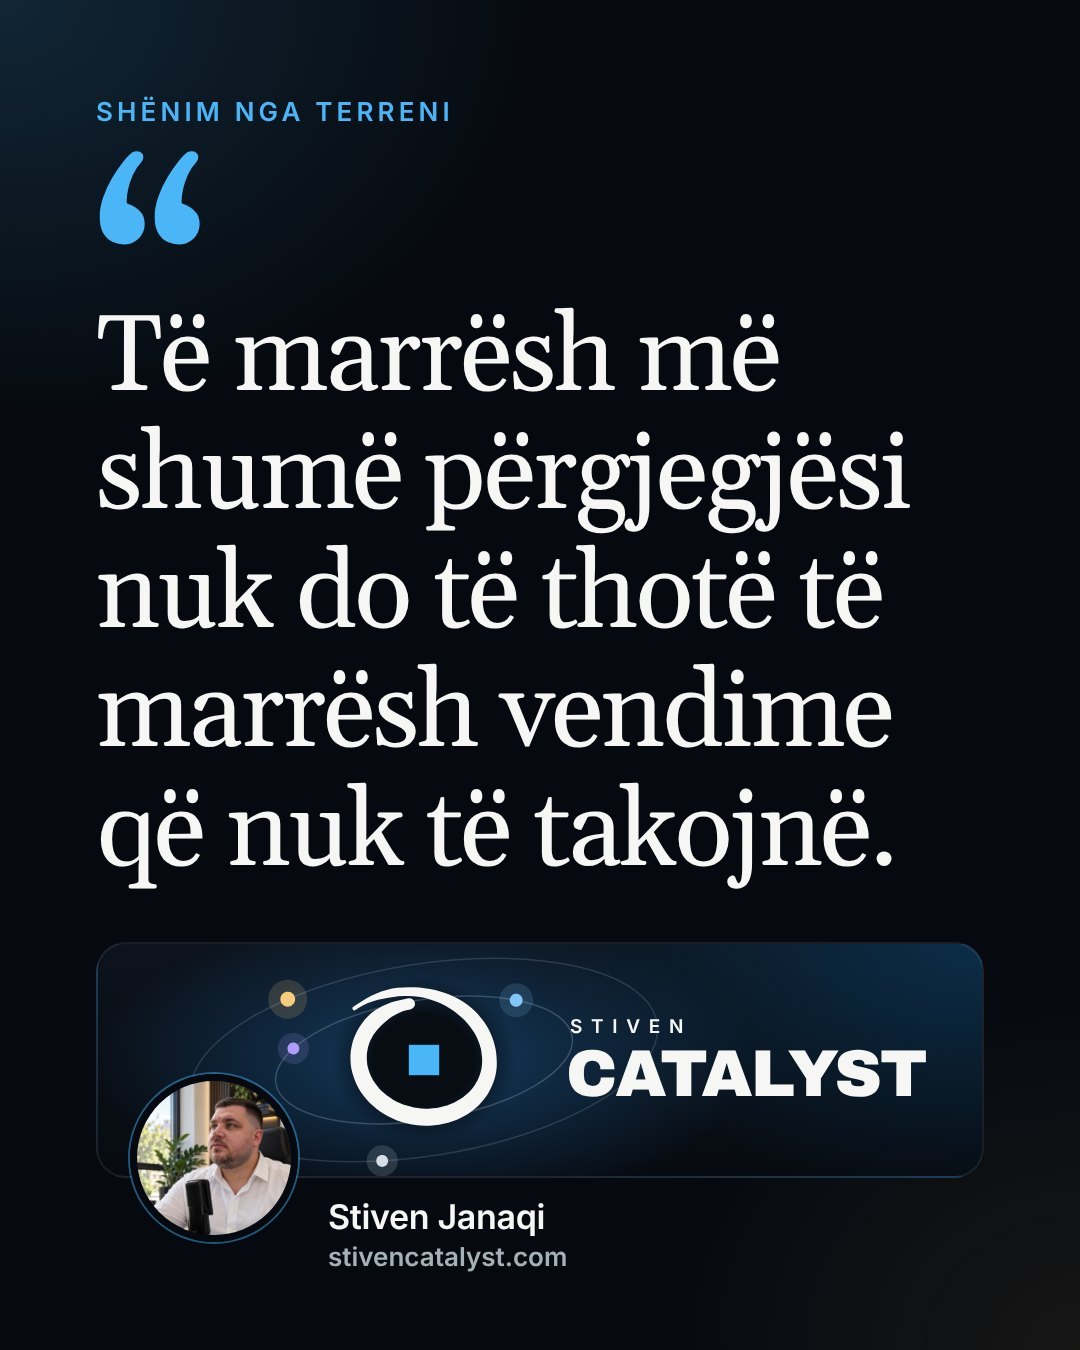 SHËNIM NGA TERRENI
“
Të marrësh më
shumë përgjegjësi
nuk do të thotë të
marrësh vendime
që nuk të takojnë.
STIVEN
CATALYST
Stiven Janaqi
stivencatalyst.com